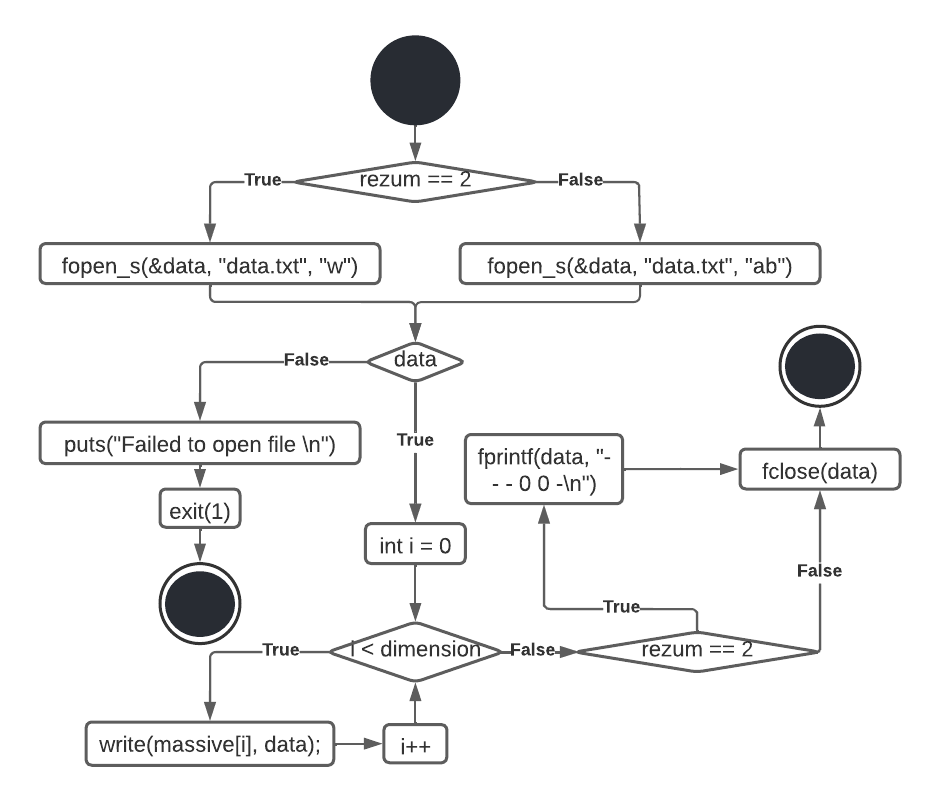 rezum == 2
True
False
fopen_s(&data, "data.txt", "w")
fopen_s(&data, "data.txt", "ab")
data
False
True
puts("Failed to open file \n")
exit(1)
int i = 0
fprintf(data, "-
- - 0 0 -\n")
fclose(data)
False
True
i < dimension
True
False
rezum == 2
write(massive[i], data);
i++